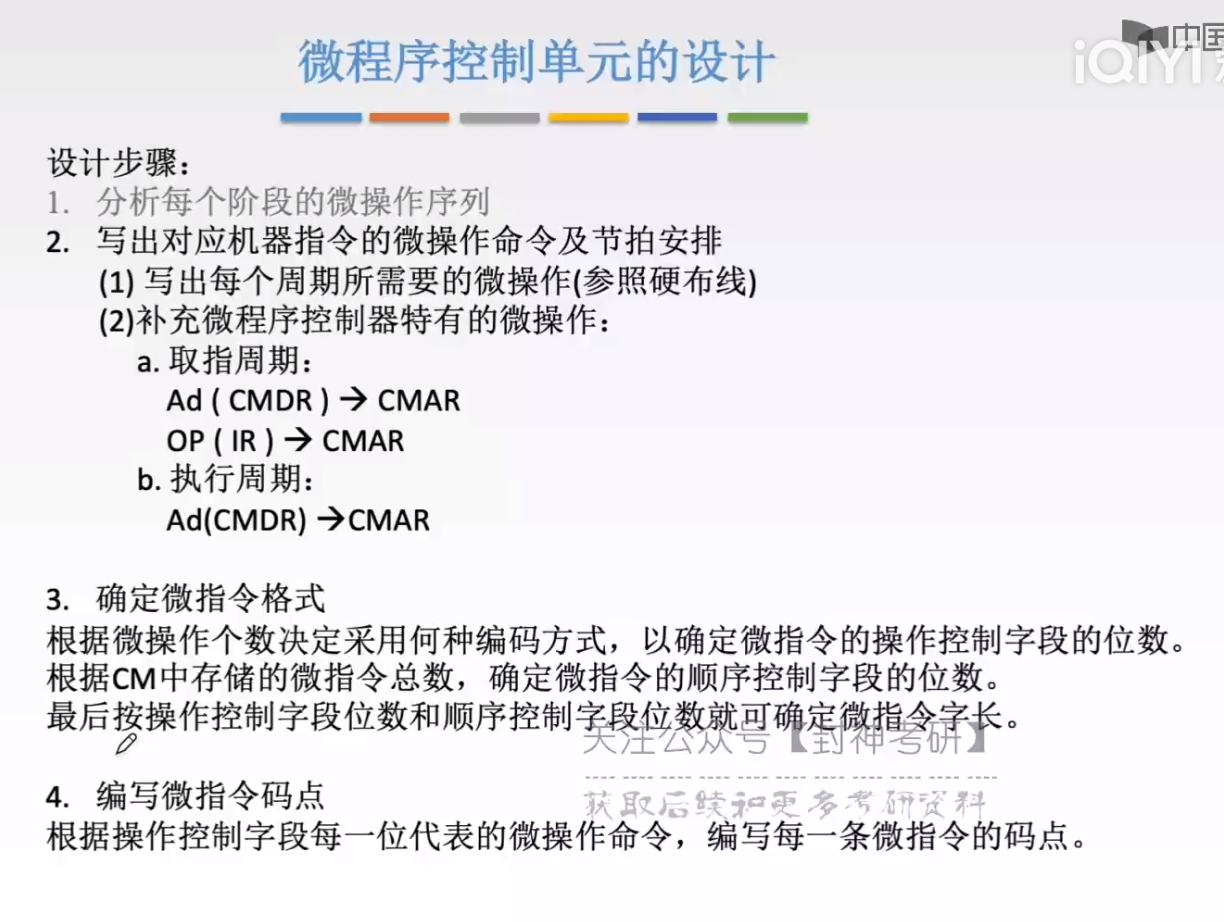 中国
iQIYI
微程序控制单元的设计
设计步骤：
1. 分析每个阶段的微操作序列
2. 写出对应机器指令的微操作命令及节拍安排
(1) 写出每个周期所需要的微操作(参照硬布线)
(2)补充微程序控制器特有的微操作：
a. 取指周期：
Ad ( CMDR ) → CMAR
OP ( IR ) → CMAR
b. 执行周期：
Ad(CMDR) →CMAR
3. 确定微指令格式
根据微操作个数决定采用何种编码方式，以确定微指令的操作控制字段的位数。
根据CM中存储的微指令总数，确定微指令的顺序控制字段的位数。
最后按操作控制字段位数和顺序控制字段位数就可确定微指令字长。
关注公众号【封神考研】
获取后续和更多考研资料
4. 编写微指令码点
根据操作控制字段每一位代表的微操作命令，编写每一条微指令的码点。